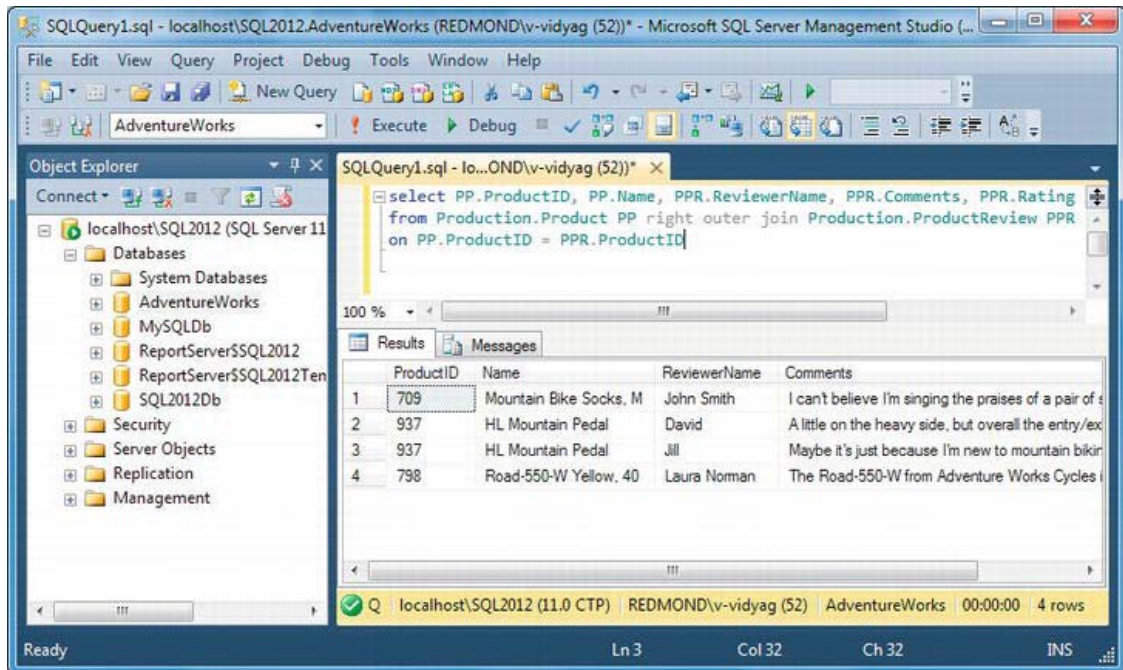 SQLQuery1.sql - localhost\SQL2012.AdventureWorks (REDMOND\v-vidyag (52))* - Microsoft SQL Server Management Studio (...
File Edit View Query Project Debug Tools Window Help
New Query
AdventureWorks
Execute Debug
Object Explorer
Connect
localhost\SQL2012 (SQL Server 11
Databases
System Databases
AdventureWorks
MySQLDb
ReportServer$SQL2012
ReportServer$SQL2012Ten
SQL2012Db
Security
Server Objects
Replication
Management
SQLQuery1.sql - lo...OND\v-vidyag (52))*
select PP.ProductID, PP.Name, PPR.ReviewerName, PPR.Comments, PPR.Rating
from Production.Product PP right outer join Production.ProductReview PPR
on PP.ProductID = PPR.ProductID
100 %
Results Messages
ProductID Name ReviewerName Comments
1 709 Mountain Bike Socks, M John Smith I can't believe I'm singing the praises of a pair of s
2 937 HL Mountain Pedal David A little on the heavy side, but overall the entry/ex
3 937 HL Mountain Pedal Jill Maybe it's just because I'm new to mountain bikin
4 798 Road-550-W Yellow, 40 Laura Norman The Road-550-W from Adventure Works Cycles i
Q localhost\SQL2012 (11.0 CTP) REDMOND\v-vidyag (52) AdventureWorks 00:00:00 4 rows
Ready Ln 3 Col 32 Ch 32 INS